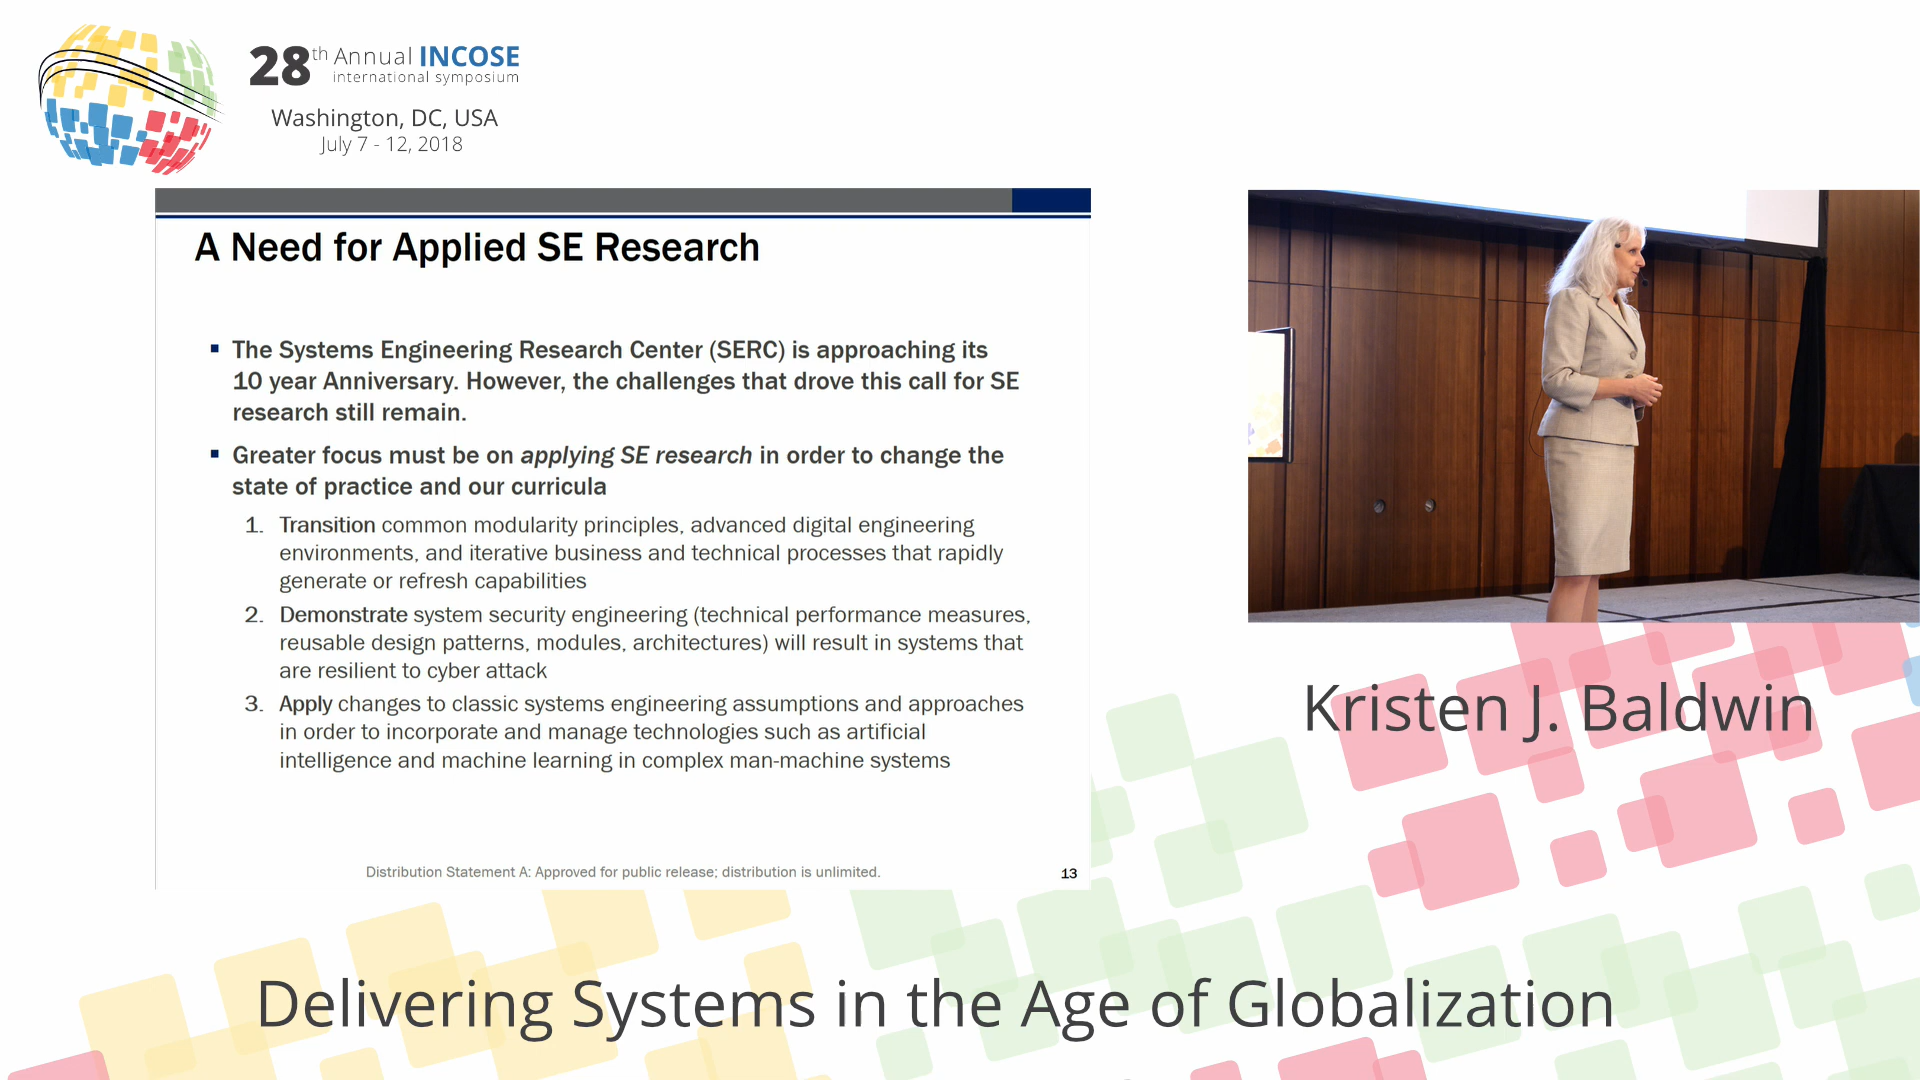 28th Annual INCOSE
international symposium
Washington, DC, USA
July 7 - 12, 2018
A Need for Applied SE Research
▪ The Systems Engineering Research Center (SERC) is approaching its
10 year Anniversary. However, the challenges that drove this call for SE
research still remain.
▪ Greater focus must be on applying SE research in order to change the
state of practice and our curricula
1. Transition common modularity principles, advanced digital engineering
environments, and iterative business and technical processes that rapidly
generate or refresh capabilities
2. Demonstrate system security engineering (technical performance measures,
reusable design patterns, modules, architectures) will result in systems that
are resilient to cyber attack
3. Apply changes to classic systems engineering assumptions and approaches
in order to incorporate and manage technologies such as artificial
intelligence and machine learning in complex man-machine systems
Distribution Statement A: Approved for public release; distribution is unlimited.
13
Kristen J. Baldwin
Delivering Systems in the Age of Globalization